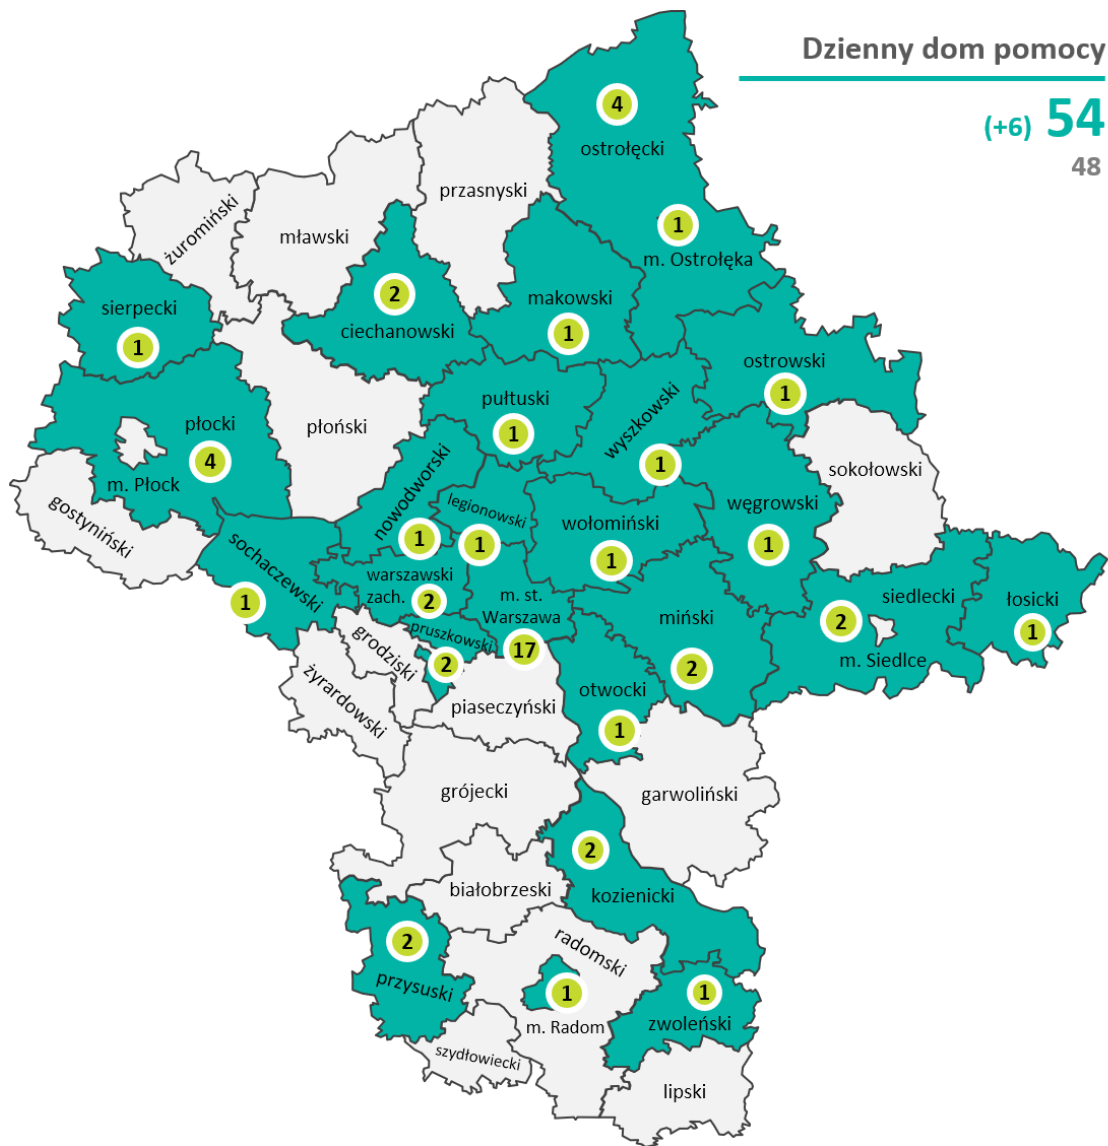 Dzienny dom pomocy
(+6) 54
48
4
ostrołęcki
przasnyski
żuromiński
mławski
1
m. Ostrołęka
2
ciechanowski
makowski
1
sierpecki
1
ostrowski
1
pułtuski
1
wyszkowski
1
płocki
4
m. Płock
płoński
sokołowski
gostyniński
nowodworski
1
legionowski
1
wołomiński
1
węgrowski
1
sochaczewski
1
warszawski
zach.
2
m. st.
Warszawa
17
miński
2
siedlecki
2
m. Siedlce
łosicki
1
pruszkowski
2
grodziski
żyrardowski
piaseczyński
otwocki
1
garwoliński
grójecki
2
kozienicki
białobrzeski
2
przysuski
radomski
1
m. Radom
1
zwoleński
szydłowiecki
lipski